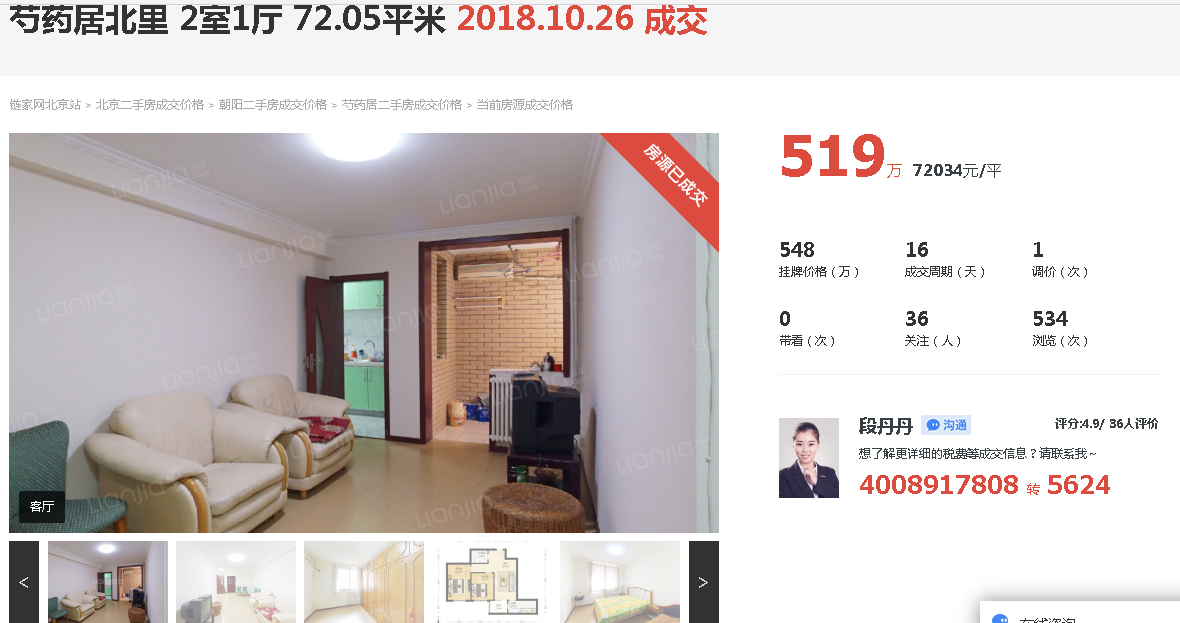 芍药居北里 2室1厅 72.05平米 2018.10.26 成交
链家网北京站 > 北京二手房成交价格 > 朝阳二手房成交价格 > 芍药居二手房成交价格 > 当前房源成交价格
房源已成交
519万 72034元/平
548 16 1
挂牌价格（万） 成交周期（天） 调价（次）
0 36 534
带看（次） 关注（人） 浏览（次）
段丹丹 沟通 评分:4.9/ 36人评价
想了解更详细的税费等成交信息？请联系我~
4008917808 转 5624
客厅
< >
在线咨询
Lianjia